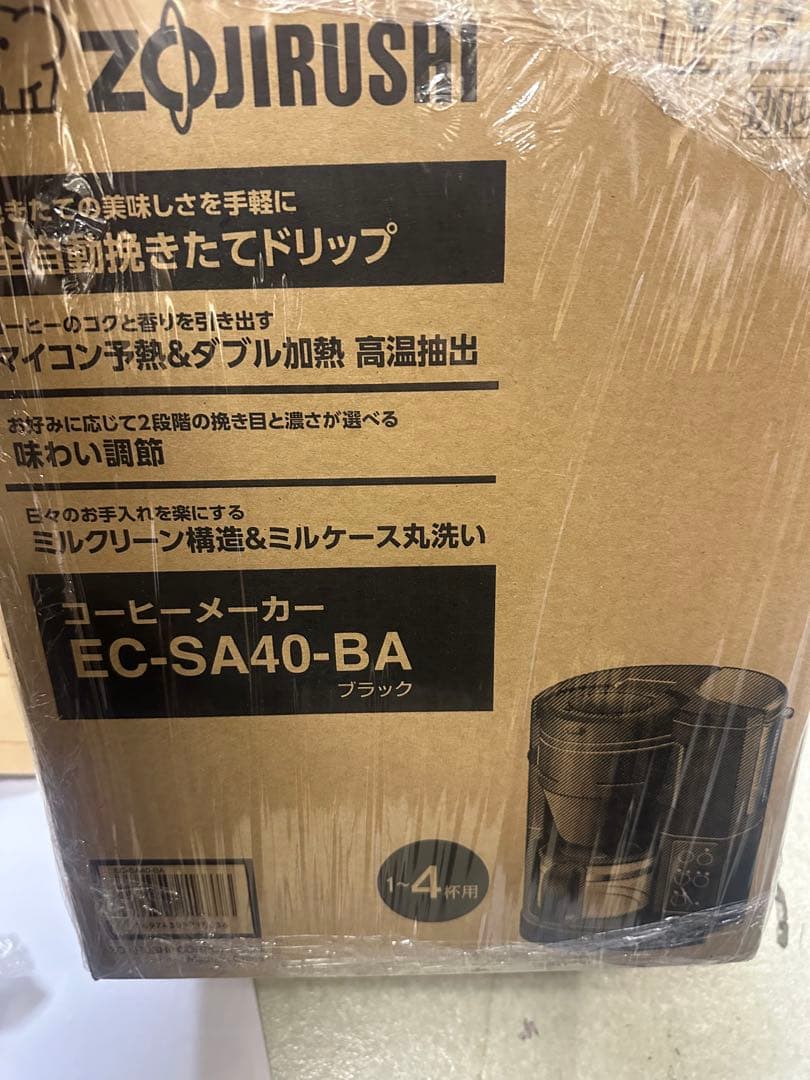 ZOJIRUSHI
きたての美味しさを手軽に
全自動挽きたてドリップ
コーヒーのコクと香りを引き出す
マイコン予熱&ダブル加熱 高温抽出
お好みに応じて2段階の挽き目と濃さが選べる
味わい調節
日々のお手入れを楽にする
ミルクリーン構造&ミルケース丸洗い
コーヒーメーカー
EC-SA40-BA
ブラック
1~4杯用
EC-SA40-BA